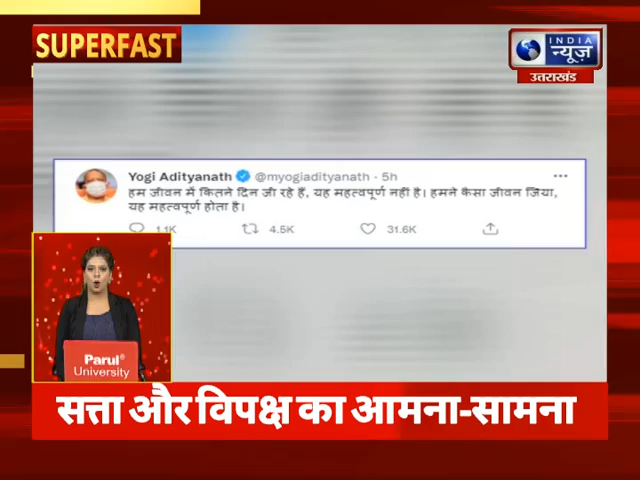 SUPERFAST
INDIA
न्यूज़
उत्तराखंड
Yogi Adityanath @myogiadityanath · 5h
हम जीवन में कितने दिन जी रहे हैं, यह महत्वपूर्ण नहीं है। हमने कैसा जीवन जिया,
यह महत्वपूर्ण होता है।
1.1K 4.5K 31.6K
Parul®
University
सत्ता और विपक्ष का आमना-सामना